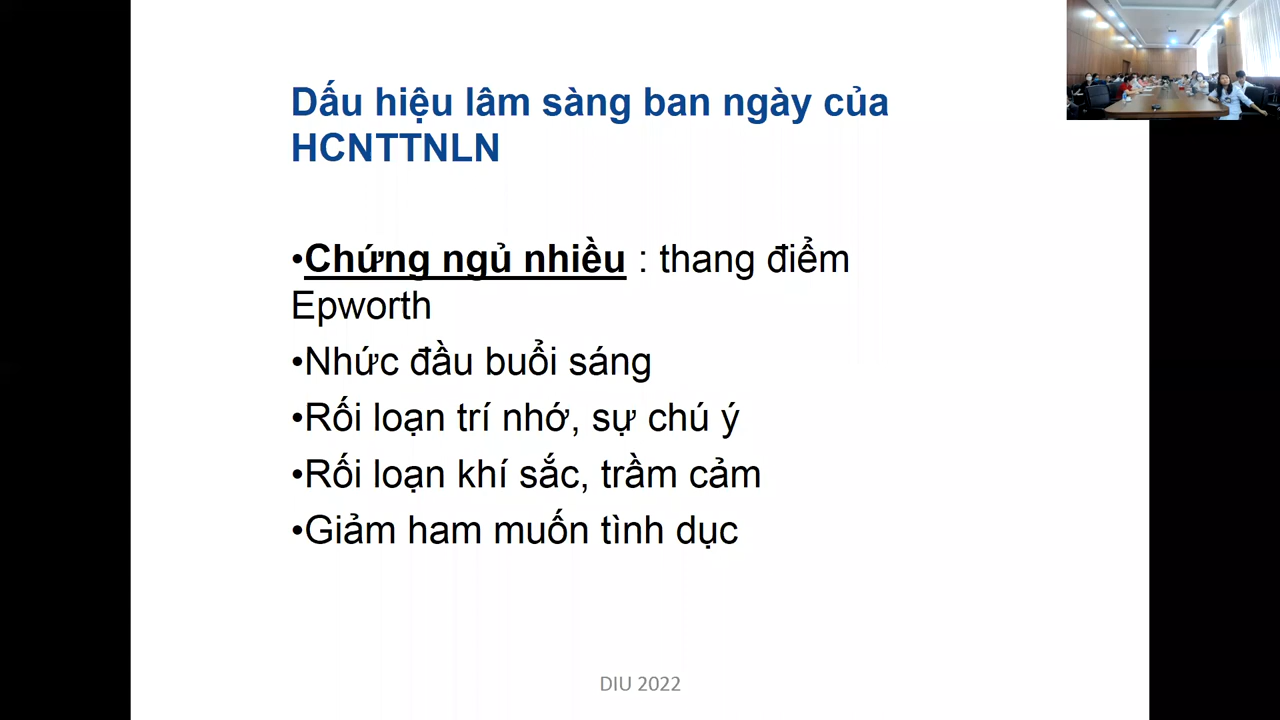 Dấu hiệu lâm sàng ban ngày của
HCNTTNLN
•Chứng ngủ nhiều : thang điểm
Epworth
•Nhức đầu buổi sáng
•Rối loạn trí nhớ, sự chú ý
•Rối loạn khí sắc, trầm cảm
•Giảm ham muốn tình dục
DIU 2022